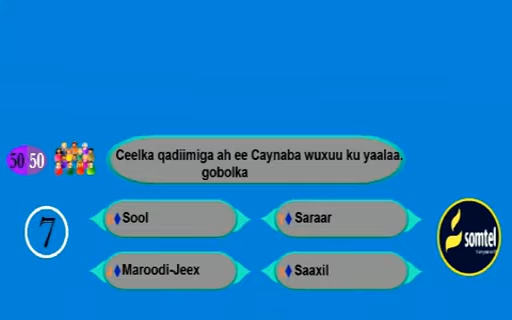 Ceelka qadiimiga ah ee Caynaba wuxuu ku yaalaa.
gobolka
50 50
7
Sool
Saraar
Maroodi-Jeex
Saaxil
somtel